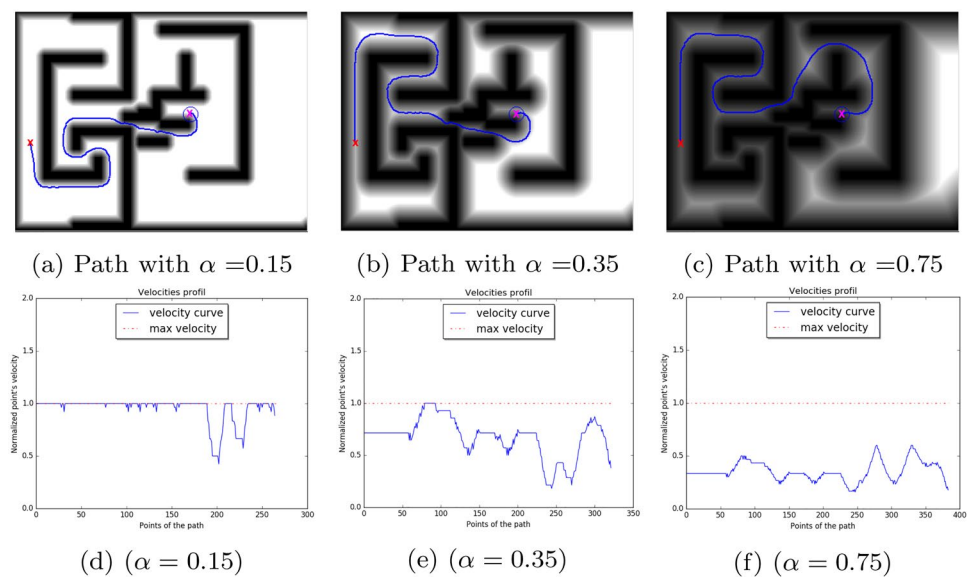 x x
x x
x x
(a) Path with α =0.15
(b) Path with α =0.35
(c) Path with α =0.75
Velocities profil
2.0
1.5
1.0
0.5
0.0
Normalized point's velocity
velocity curve
max velocity
0 50 100 150 200 250 300
Points of the path
Velocities profil
2.0
1.5
1.0
0.5
0.0
Normalized point's velocity
velocity curve
max velocity
0 50 100 150 200 250 300 350
Points of the path
Velocities profil
2.0
1.5
1.0
0.5
0.0
Normalized point's velocity
velocity curve
max velocity
0 50 100 150 200 250 300 350 400
Points of the path
(d) (α = 0.15)
(e) (α = 0.35)
(f) (α = 0.75)